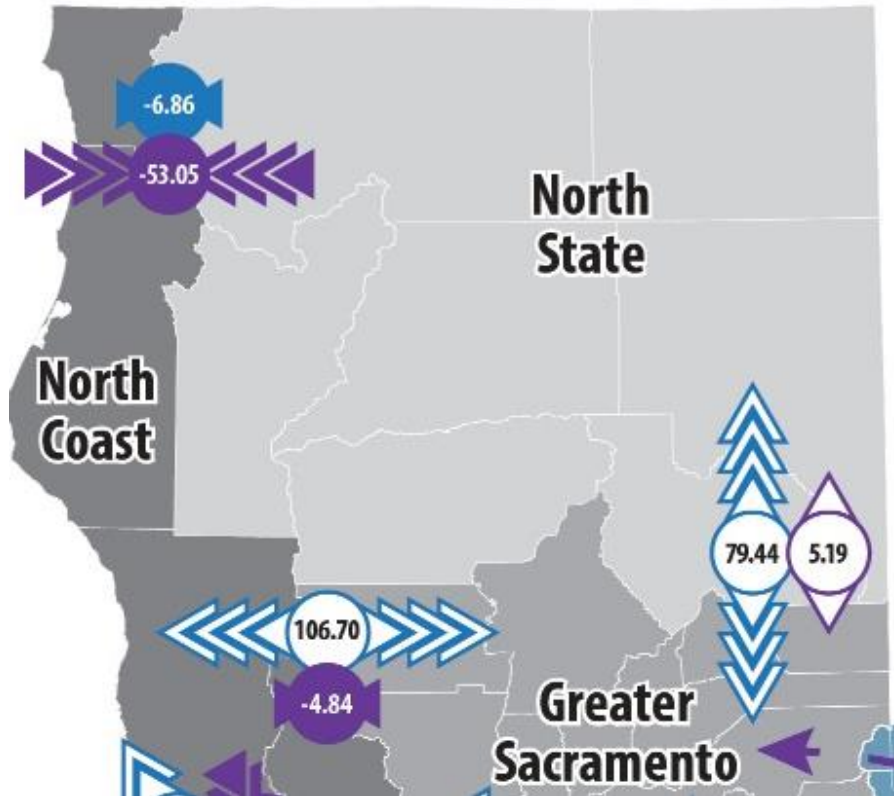 -6.86
-53.05
North
State
North
Coast
79.44
5.19
106.70
-4.84
Greater
Sacramento